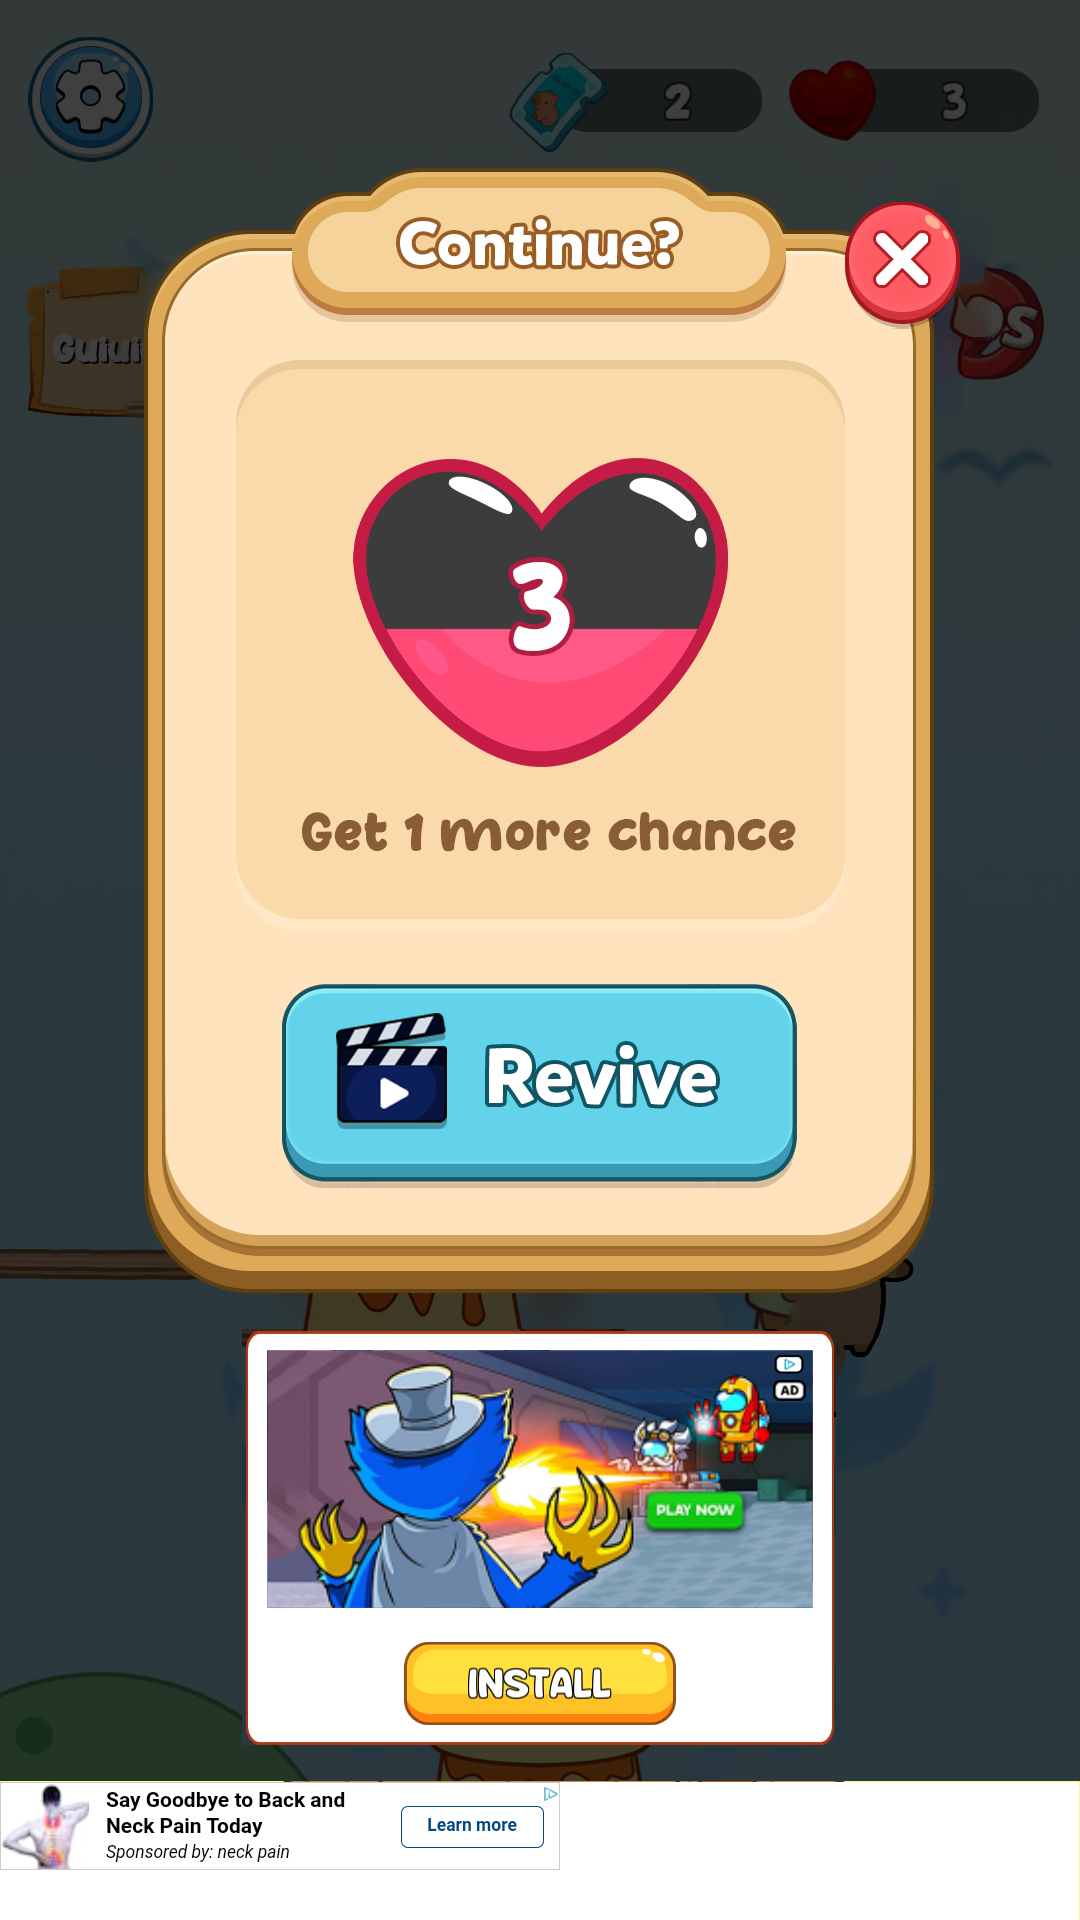 2
3
Continue?
3
Get 1 more chance
Revive
AD
PLAY NOW
INSTALL
Say Goodbye to Back and
Neck Pain Today
Sponsored by: neck pain
Learn more